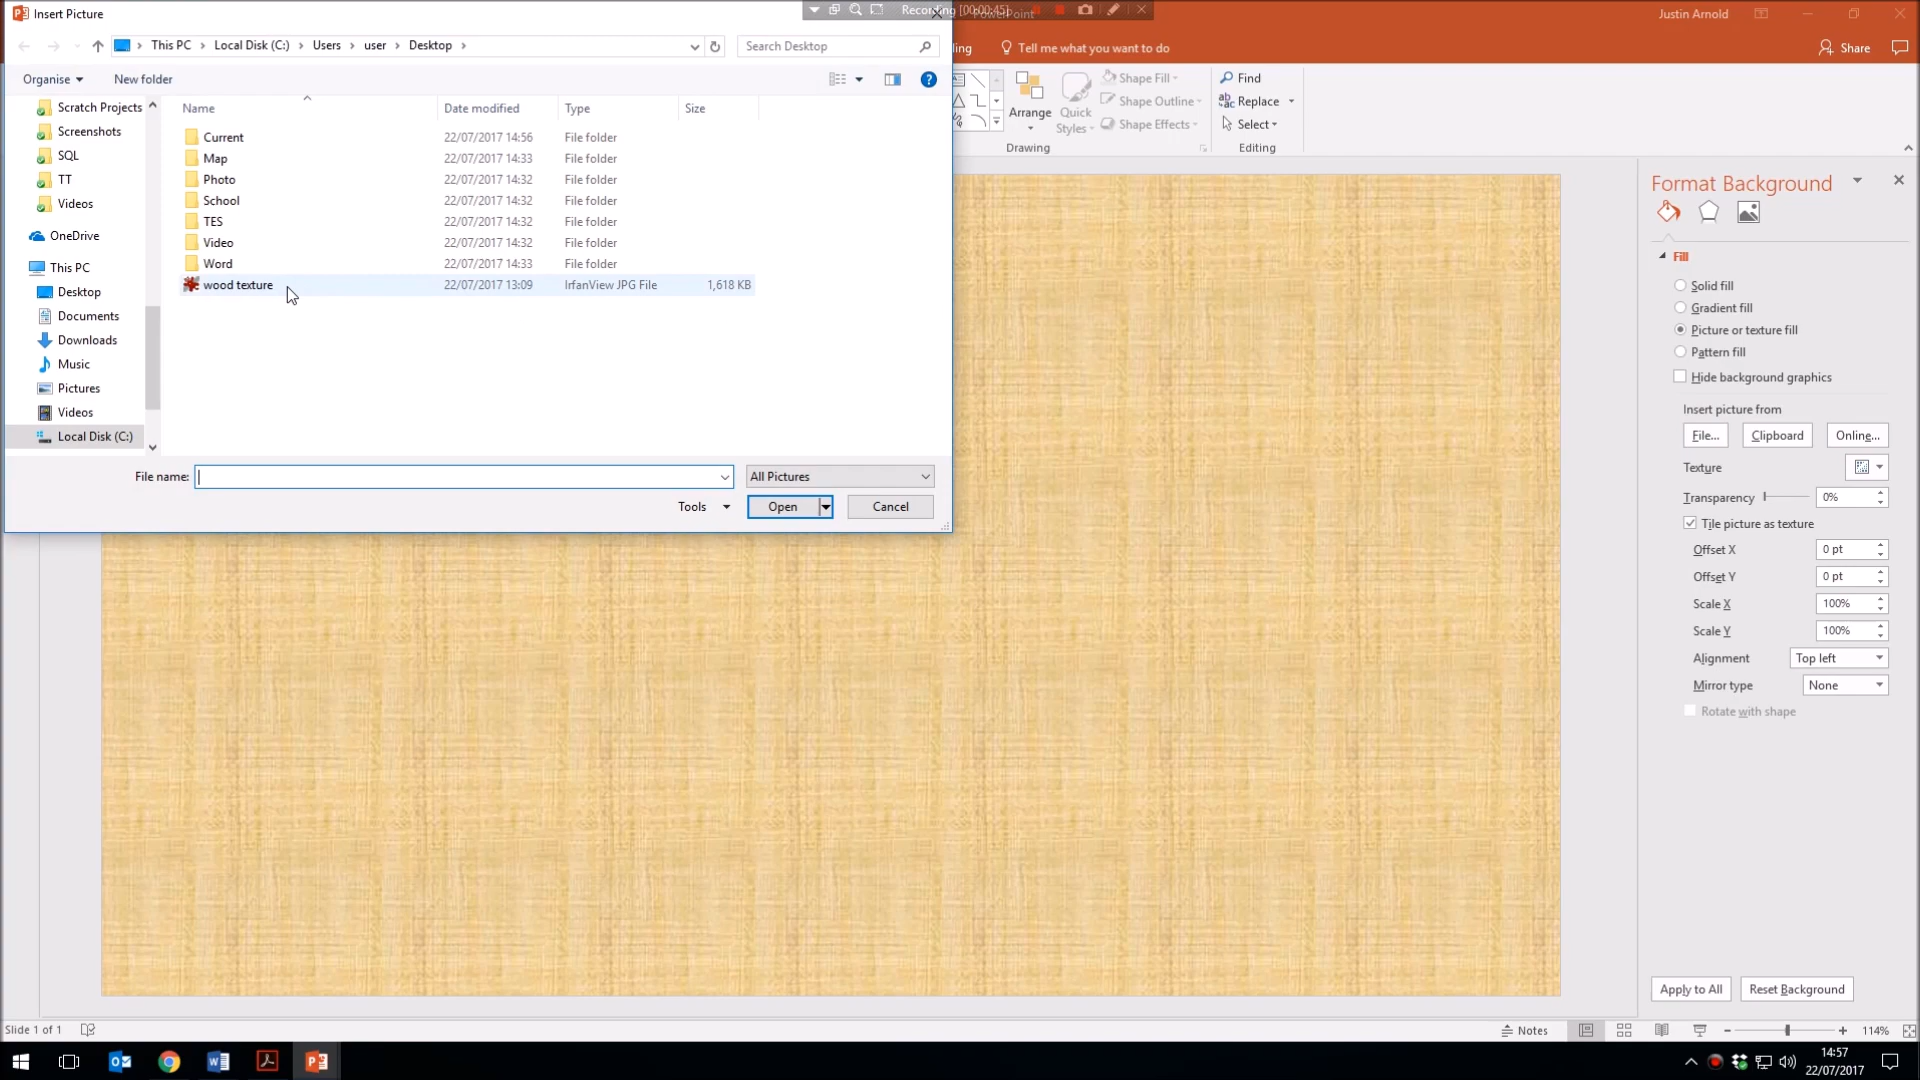 Insert Picture
Recording [00:00:45]
PowerPoint
Justin Arnold
This PC
Local Disk (C:)
Users
user
Desktop
Search Desktop
Tell me what you want to do
Share
Organise
New folder
Shape Fill
Find
Shape Outline
Replace
Shape Effects
Select
Arrange
Quick
Styles
Drawing
Editing
Scratch Projects
Screenshots
SQL
TT
Videos
OneDrive
This PC
Desktop
Documents
Downloads
Music
Pictures
Videos
Local Disk (C:)
Name Date modified Type Size
Current 22/07/2017 14:56 File folder
Map 22/07/2017 14:33 File folder
Photo 22/07/2017 14:32 File folder
School 22/07/2017 14:32 File folder
TES 22/07/2017 14:32 File folder
Video 22/07/2017 14:32 File folder
Word 22/07/2017 14:33 File folder
wood texture 22/07/2017 13:09 IrfanView JPG File 1,618 KB
File name:
All Pictures
Tools
Open
Cancel
Format Background
Fill
Solid fill
Gradient fill
Picture or texture fill
Pattern fill
Hide background graphics
Insert picture from
File...
Clipboard
Online...
Texture
Transparency 0%
Tile picture as texture
Offset X 0 pt
Offset Y 0 pt
Scale X 100%
Scale Y 100%
Alignment Top left
Mirror type None
Rotate with shape
Apply to All
Reset Background
Slide 1 of 1
Notes
114%
14:57
22/07/2017